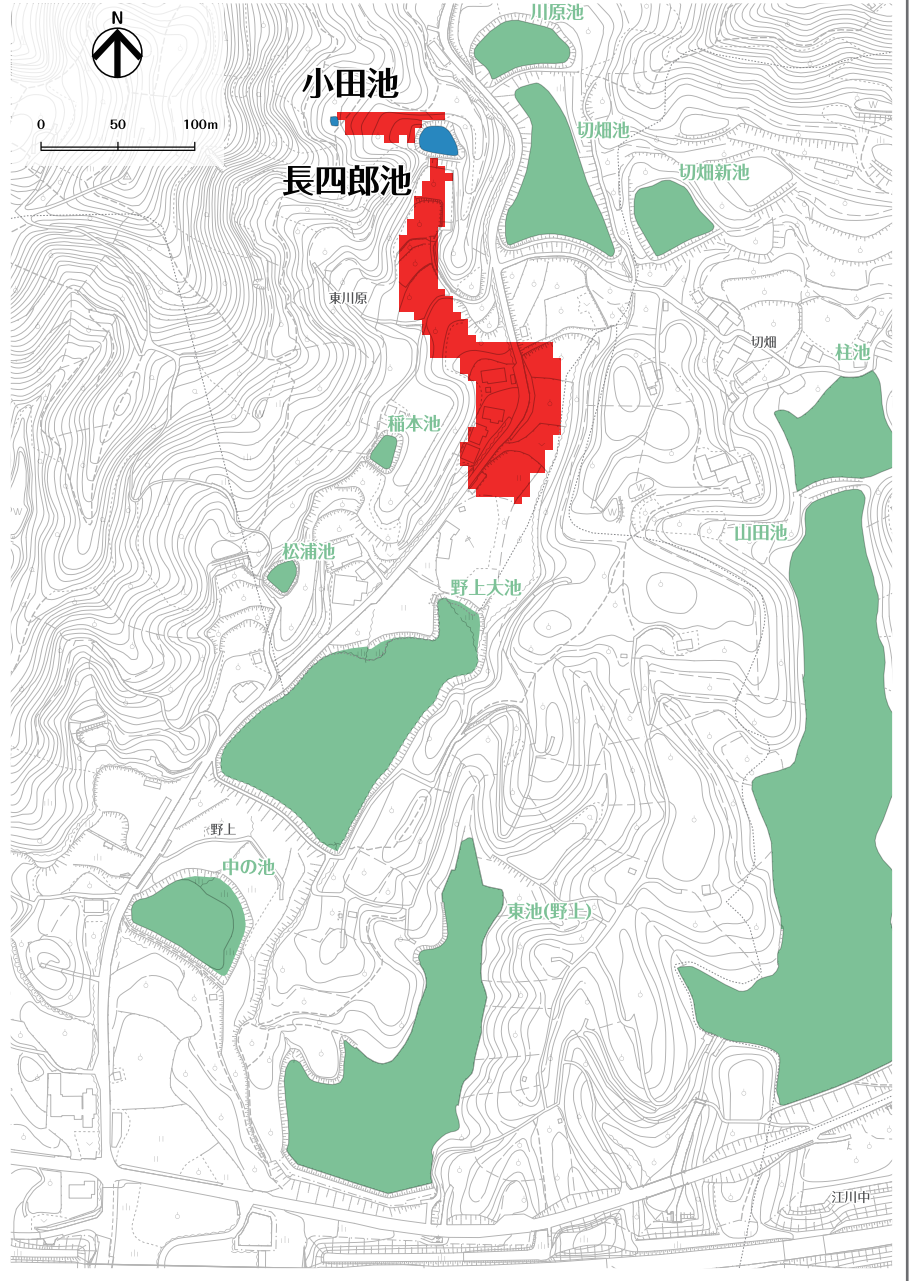 川原池
N
小田池
0 50 100m
切畑池
長四郎池
切畑新池
東川原
切畑
柱池
稲本池
山田池
松浦池
野上大池
野上
中の池
東池(野上)
江川中